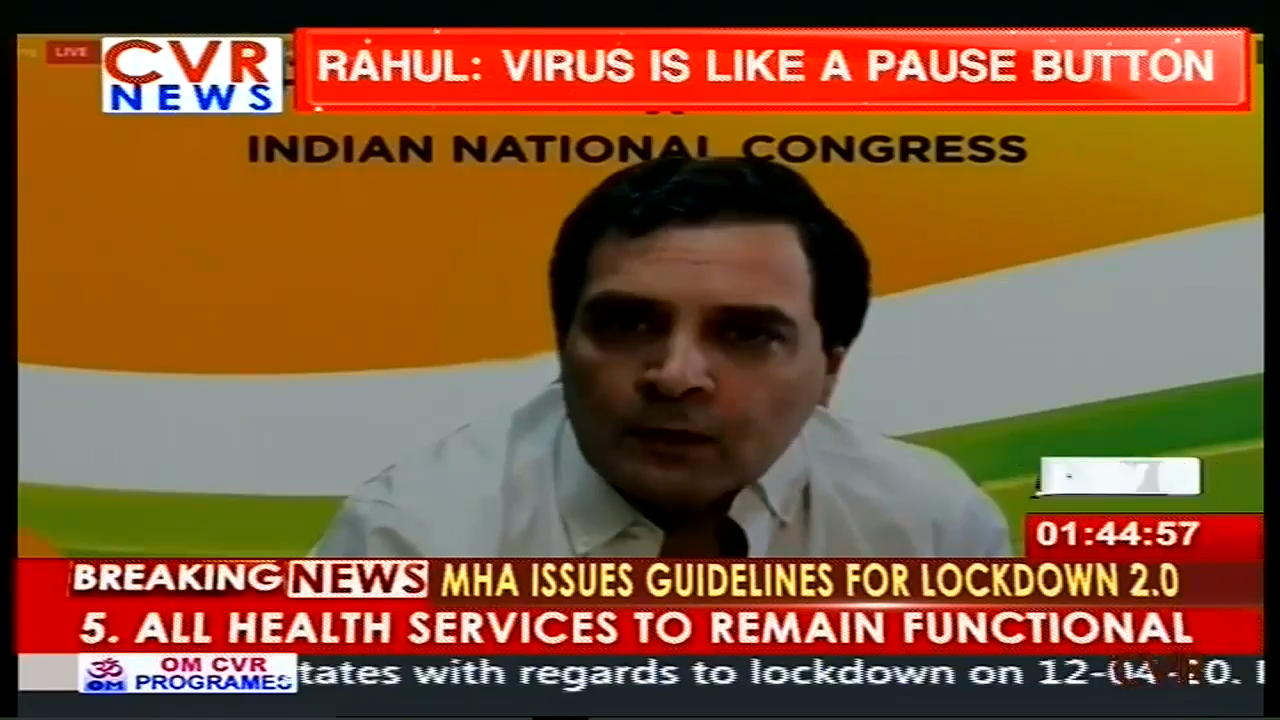 LIVE
CVR
NEWS
RAHUL: VIRUS IS LIKE A PAUSE BUTTON
INDIAN NATIONAL CONGRESS
01:44:57
BREAKING NEWS MHA ISSUES GUIDELINES FOR LOCKDOWN 2.0
5. ALL HEALTH SERVICES TO REMAIN FUNCTIONAL
ॐ OM CVR
OM PROGRAMES
tates with regards to lockdown on 12-04-20.